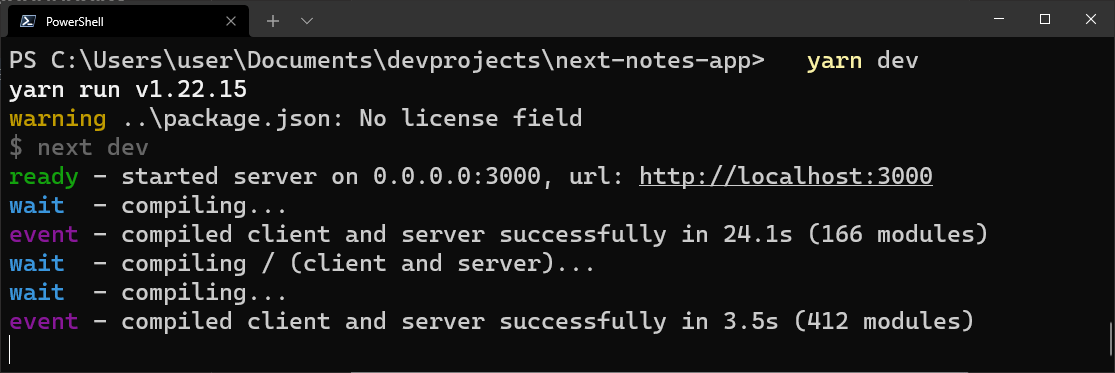 PowerShell
PS C:\Users\user\Documents\devprojects\next-notes-app>   yarn dev
yarn run v1.22.15
warning ..\package.json: No license field
$ next dev
ready - started server on 0.0.0.0:3000, url: http://localhost:3000
wait  - compiling...
event - compiled client and server successfully in 24.1s (166 modules)
wait  - compiling / (client and server)...
wait  - compiling...
event - compiled client and server successfully in 3.5s (412 modules)